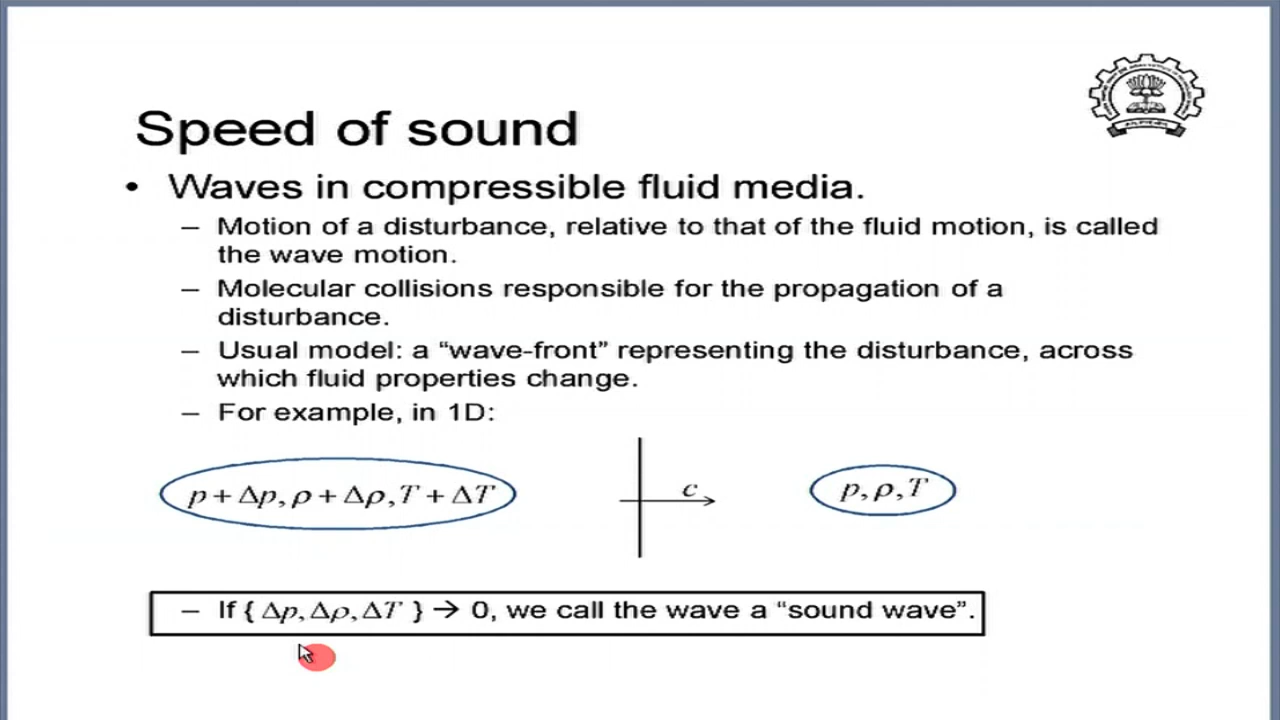 Speed of sound
• Waves in compressible fluid media.
– Motion of a disturbance, relative to that of the fluid motion, is called
the wave motion.
– Molecular collisions responsible for the propagation of a
disturbance.
– Usual model: a “wave-front” representing the disturbance, across
which fluid properties change.
– For example, in 1D:
p + Δp, ρ + Δρ, T + ΔT
c
p, ρ, T
– If { Δp, Δρ, ΔT } → 0, we call the wave a “sound wave”.